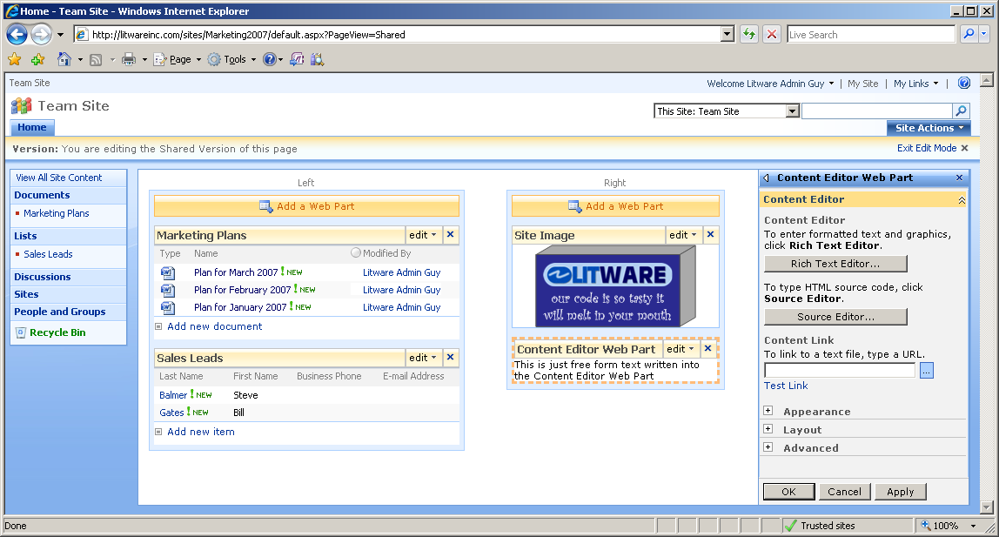 Home - Team Site - Windows Internet Explorer
http://litwareinc.com/sites/Marketing2007/default.aspx?PageView=Shared
Live Search
Page Tools
Team Site
Welcome Litware Admin Guy | My Site | My Links |
Team Site
This Site: Team Site
Home
Site Actions
Version: You are editing the Shared Version of this page
Exit Edit Mode
View All Site Content
Documents
Marketing Plans
Lists
Sales Leads
Discussions
Sites
People and Groups
Recycle Bin
Left
Add a Web Part
Marketing Plans
edit
Type Name Modified By
Plan for March 2007 ! NEW Litware Admin Guy
Plan for February 2007 ! NEW Litware Admin Guy
Plan for January 2007 ! NEW Litware Admin Guy
Add new document
Sales Leads
edit
Last Name First Name Business Phone E-mail Address
Balmer ! NEW Steve
Gates ! NEW Bill
Add new item
Right
Add a Web Part
Site Image
edit
LITWARE
our code is so tasty it
will melt in your mouth
Content Editor Web Part
edit
This is just free form text written into
the Content Editor Web Part
Content Editor Web Part
Content Editor
Content Editor
To enter formatted text and graphics,
click Rich Text Editor.
Rich Text Editor...
To type HTML source code, click
Source Editor.
Source Editor...
Content Link
To link to a text file, type a URL.
...
Test Link
Appearance
Layout
Advanced
OK Cancel Apply
Done
Trusted sites
100%